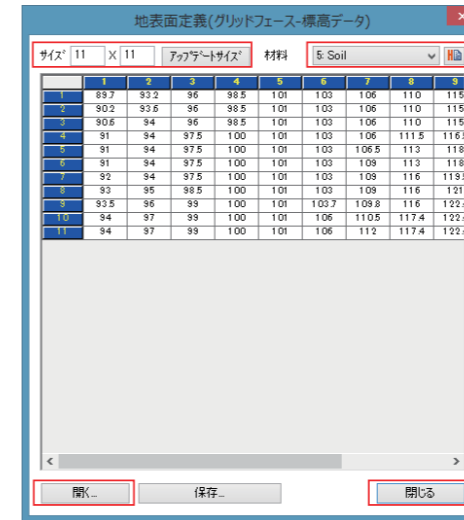 地表面定義(グリッドフェース-標高データ)
サイズ 11 X 11 アップデートサイズ 材料 5: Soil
1 2 3 4 5 6 7 8 9
1 89.7 93.2 96 98.5 101 103 106 110 115
2 90.2 93.6 96 98.5 101 103 106 110 115
3 90.6 94 96 98.5 101 103 106 110 115
4 91 94 97.5 100 101 103 106 111.5 116.5
5 91 94 97.5 100 101 103 106.5 113 118
6 91 94 97.5 100 101 103 109 113 118
7 92 94 97.5 100 101 103 109 116 119.5
8 93 95 98.5 100 101 103 109 116 121
9 93.5 96 99 100 101 103.7 109.8 116
10 94 97 99 100 101 106 110.5 117.4
11 94 97 99 100 101 106 112 117.4
開く... 保存... 閉じる